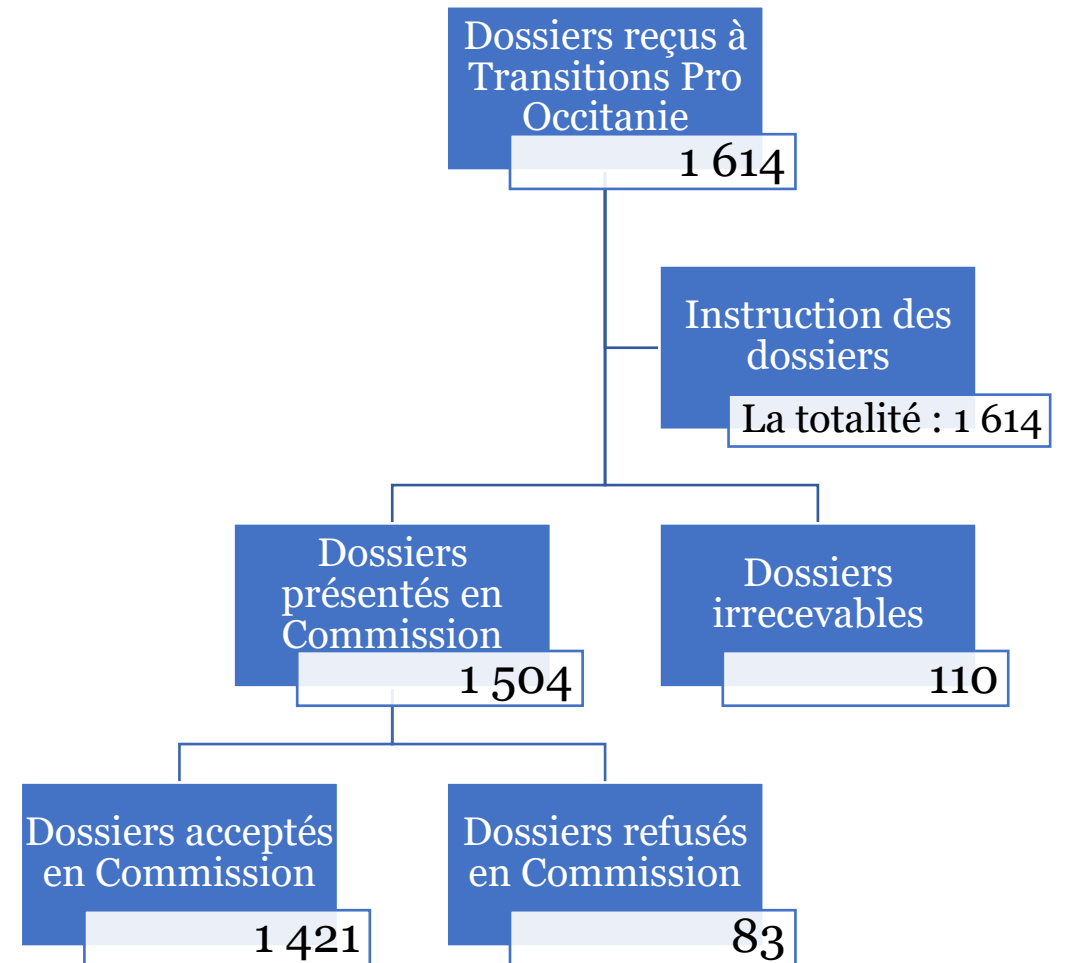 Dossiers reçus à
Transitions Pro
Occitanie
1 614
Instruction des
dossiers
La totalité : 1 614
Dossiers
présentés en
Commission
1 504
Dossiers
irrecevables
110
Dossiers acceptés
en Commission
1 421
Dossiers refusés
en Commission
83